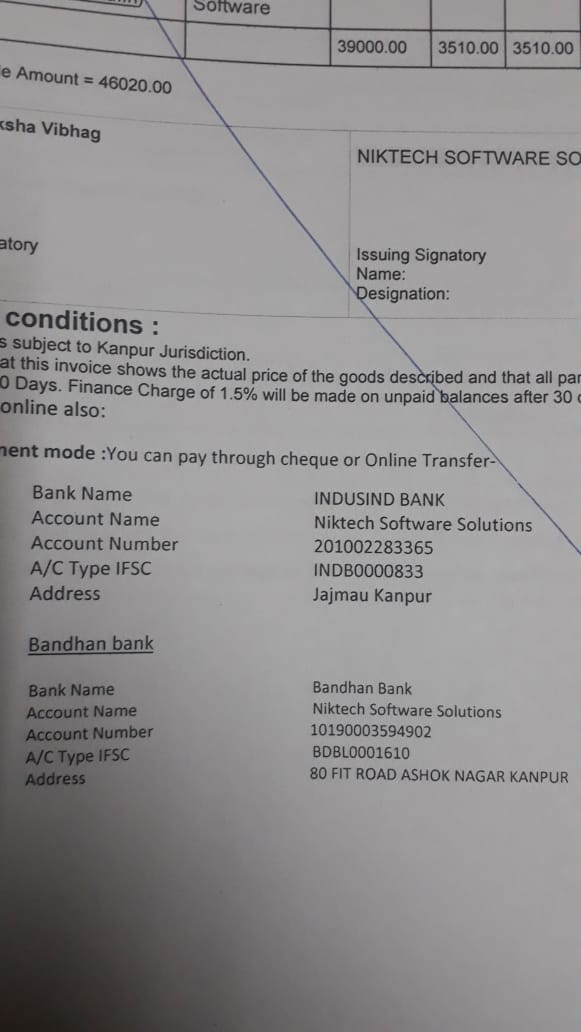 Software
39000.00 3510.00 3510.00
e Amount = 46020.00
ksha Vibhag
NIKTECH SOFTWARE SO
atory
Issuing Signatory
Name:
Designation:
conditions :
s subject to Kanpur Jurisdiction.
at this invoice shows the actual price of the goods described and that all par
0 Days. Finance Charge of 1.5% will be made on unpaid balances after 30
online also:
nent mode :You can pay through cheque or Online Transfer-
Bank Name INDUSIND BANK
Account Name Niktech Software Solutions
Account Number 201002283365
A/C Type IFSC INDB0000833
Address Jajmau Kanpur
Bandhan bank
Bank Name Bandhan Bank
Account Name Niktech Software Solutions
Account Number 10190003594902
A/C Type IFSC BDBL0001610
Address 80 FIT ROAD ASHOK NAGAR KANPUR